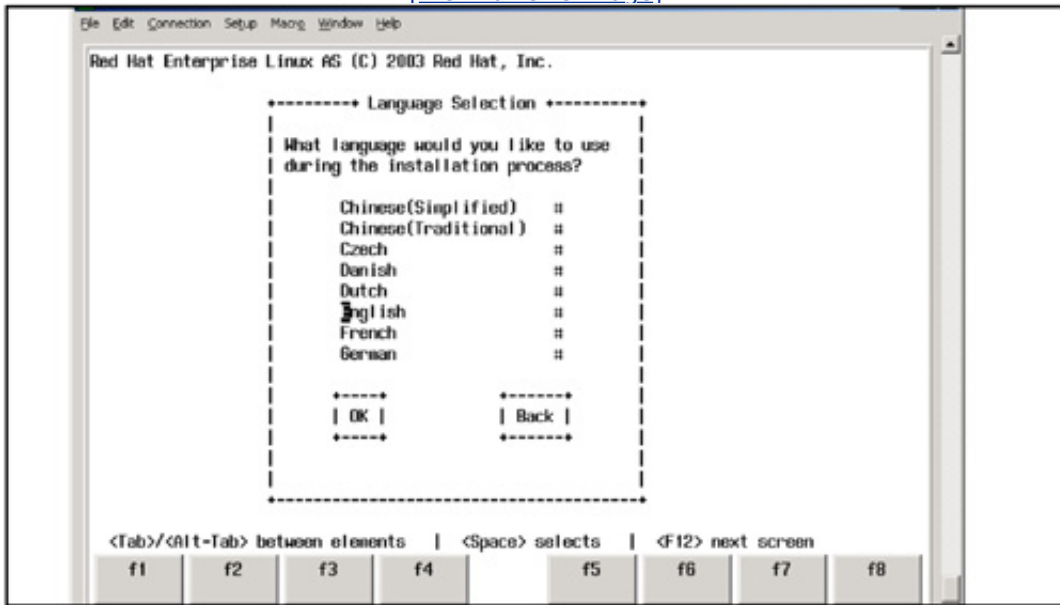 File Edit Connection Setup Macro Window Help
Red Hat Enterprise Linux AS (C) 2003 Red Hat, Inc.
Language Selection
What language would you like to use
during the installation process?
Chinese(Simplified) #
Chinese(Traditional) #
Czech #
Danish #
Dutch #
English #
French #
German #
| OK | | Back |
<Tab>/<Alt-Tab> between elements | <Space> selects | <F12> next screen
f1 f2 f3 f4 f5 f6 f7 f8